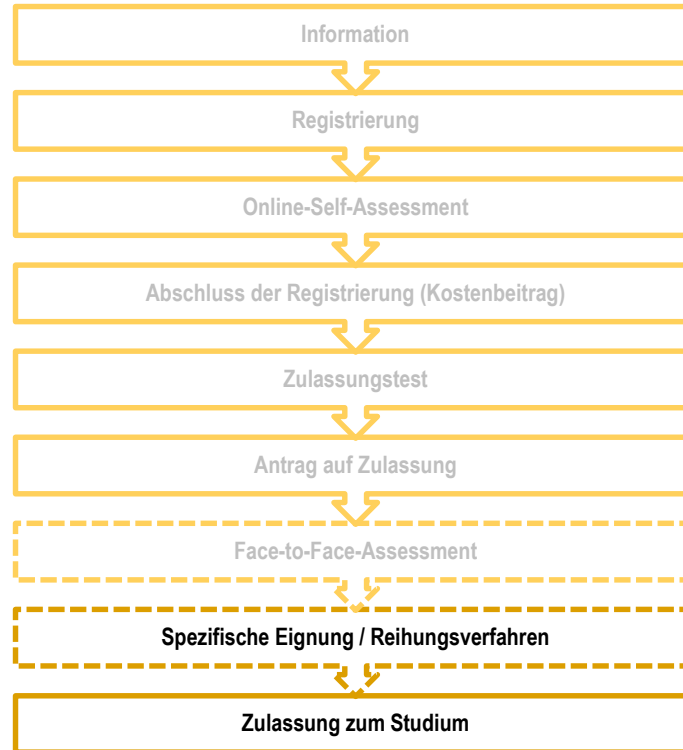 Information
Registrierung
Online-Self-Assessment
Abschluss der Registrierung (Kostenbeitrag)
Zulassungstest
Antrag auf Zulassung
Face-to-Face-Assessment
Spezifische Eignung / Reihungsverfahren
Zulassung zum Studium